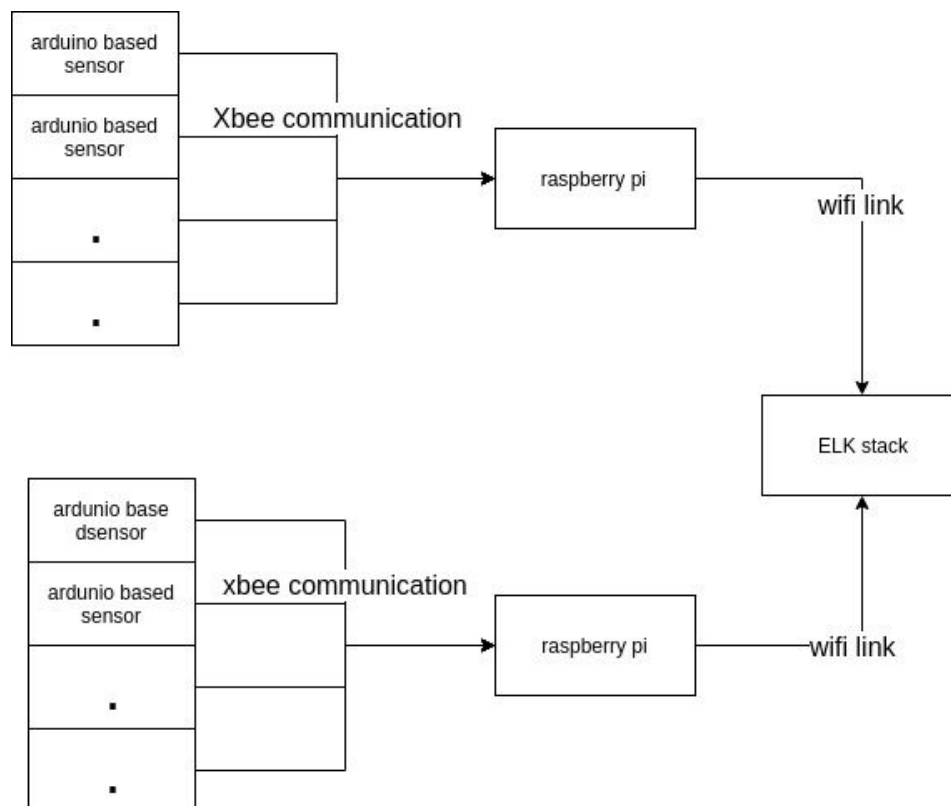 arduino based
sensor
ardunio based
sensor
.
.
Xbee communication
raspberry pi
wifi link
ELK stack
ardunio base
dsensor
ardunio based
sensor
.
.
xbee communication
raspberry pi
wifi link